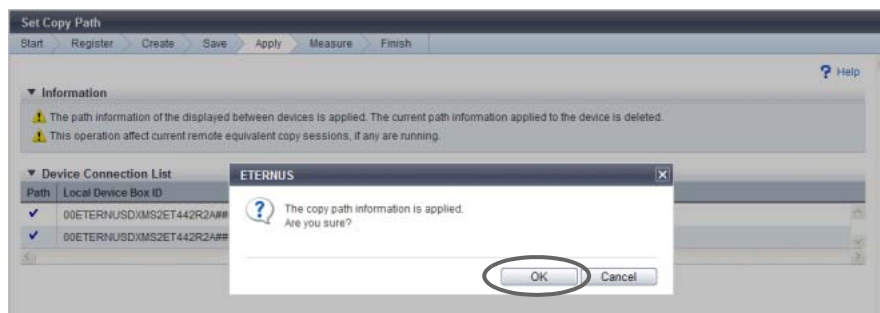 Set Copy Path
Start Register Create Save Apply Measure Finish
? Help
Information
The path information of the displayed between devices is applied. The current path information applied to the device is deleted.
This operation affect current remote equivalent copy sessions, if any are running.
Device Connection List
Path Local Device Box ID
00ETERNUSDXMS2ET442R2A##
00ETERNUSDXMS2ET442R2A##
ETERNUS
The copy path information is applied.
Are you sure?
OK Cancel